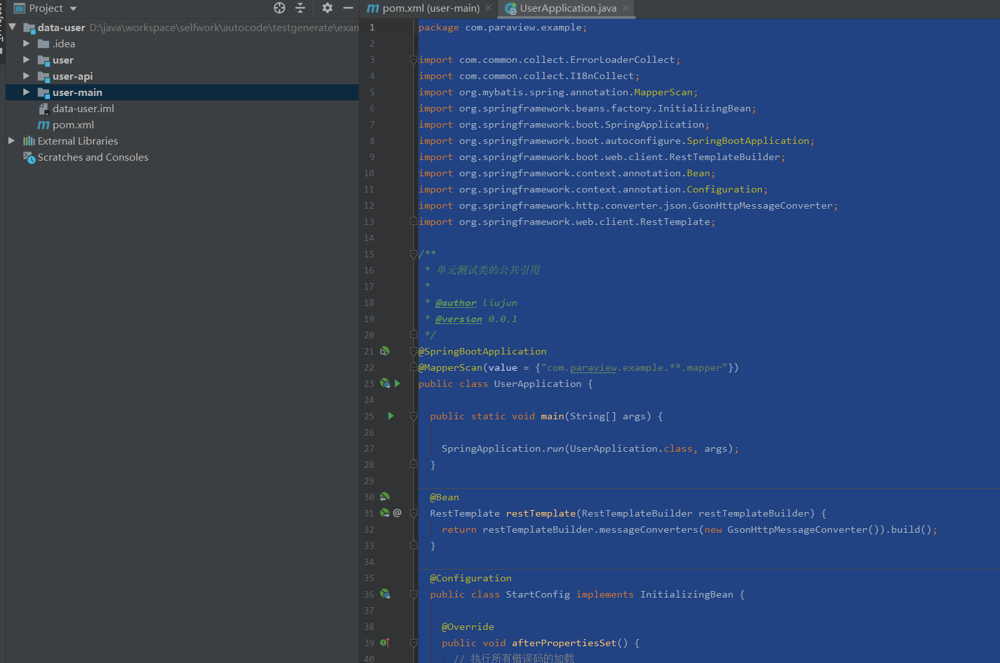 Project
data-user D:\java\workspace\selfwork\autocode\testgenerate\exam
.idea
user
user-api
user-main
data-user.iml
pom.xml
External Libraries
Scratches and Consoles
pom.xml (user-main)
UserApplication.java
1 package com.paraview.example;
2
3 import com.common.collect.ErrorLoaderCollect;
4 import com.common.collect.I18nCollect;
5 import org.mybatis.spring.annotation.MapperScan;
6 import org.springframework.beans.factory.InitializingBean;
7 import org.springframework.boot.SpringApplication;
8 import org.springframework.boot.autoconfigure.SpringBootApplication;
9 import org.springframework.boot.web.client.RestTemplateBuilder;
10 import org.springframework.context.annotation.Bean;
11 import org.springframework.context.annotation.Configuration;
12 import org.springframework.http.converter.json.GsonHttpMessageConverter;
13 import org.springframework.web.client.RestTemplate;
14
15 /**
16 * 单元测试类的公共引用
17 *
18 * @author liujun
19 * @version 0.0.1
20 */
21 @SpringBootApplication
22 @MapperScan(value = {"com.paraview.example.**.mapper"})
23 public class UserApplication {
24
25 public static void main(String[] args) {
26
27 SpringApplication.run(UserApplication.class, args);
28 }
29
30 @Bean
31 @ RestTemplate restTemplate(RestTemplateBuilder restTemplateBuilder) {
32 return restTemplateBuilder.messageConverters(new GsonHttpMessageConverter()).build();
33 }
34
35 @Configuration
36 public class StartConfig implements InitializingBean {
37
38 @Override
39 public void afterPropertiesSet() {
40 // 执行所有错误码的加载